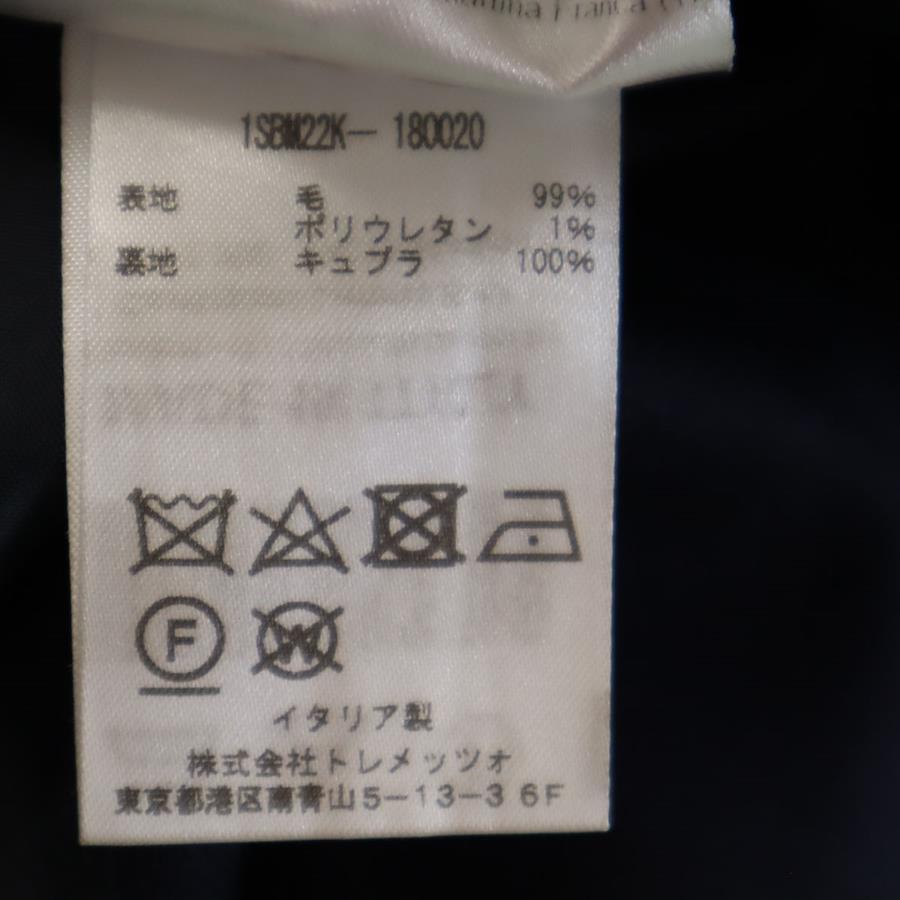 Franca
1SBM22K— 180020
表地 毛 99%
ポリウレタン 1%
裏地 キュプラ 100%
F
W
イタリア製
株式会社トレメッツォ
東京都港区南青山5-13-3 6F